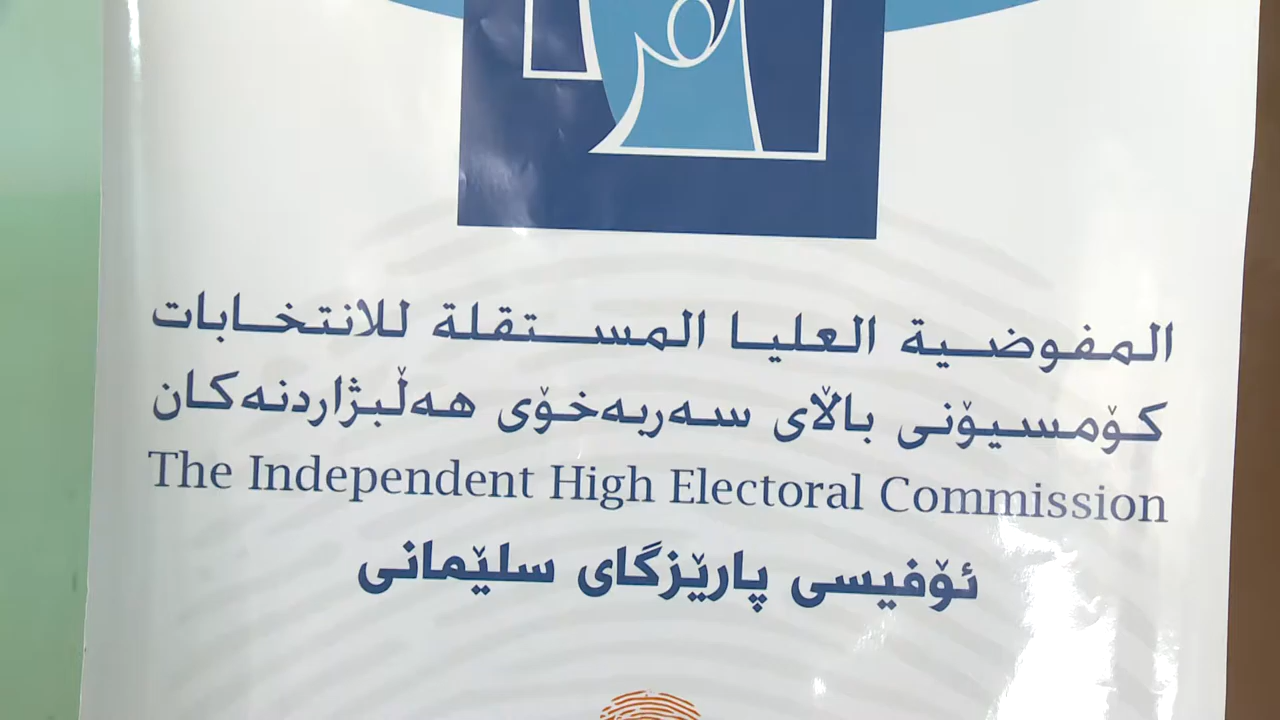 المفوضية العليا المستقلة للانتخابات
كۆمسیۆنی باڵای سەربەخۆی هەڵبژاردنەکان
The Independent High Electoral Commission
ئۆفیسی پارێزگای سلێمانی